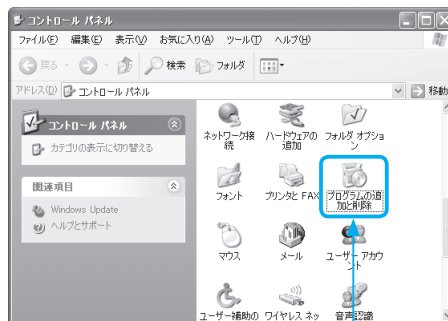 コントロール パネル
ファイル(F) 編集(E) 表示(V) お気に入り(A) ツール(T) ヘルプ(H)
戻る 検索 フォルダ
アドレス(D) コントロール パネル 移動
コントロール パネル
カテゴリの表示に切り替える
関連項目
Windows Update
ヘルプとサポート
ネットワーク接
続
ハードウェアの
追加
フォルダ オプショ
ン
フォント
プリンタと FAX
プログラムの追
加と削除
マウス
メール
ユーザー アカウ
ント
ユーザー補助の
ワイヤレス ネッ
音声認識